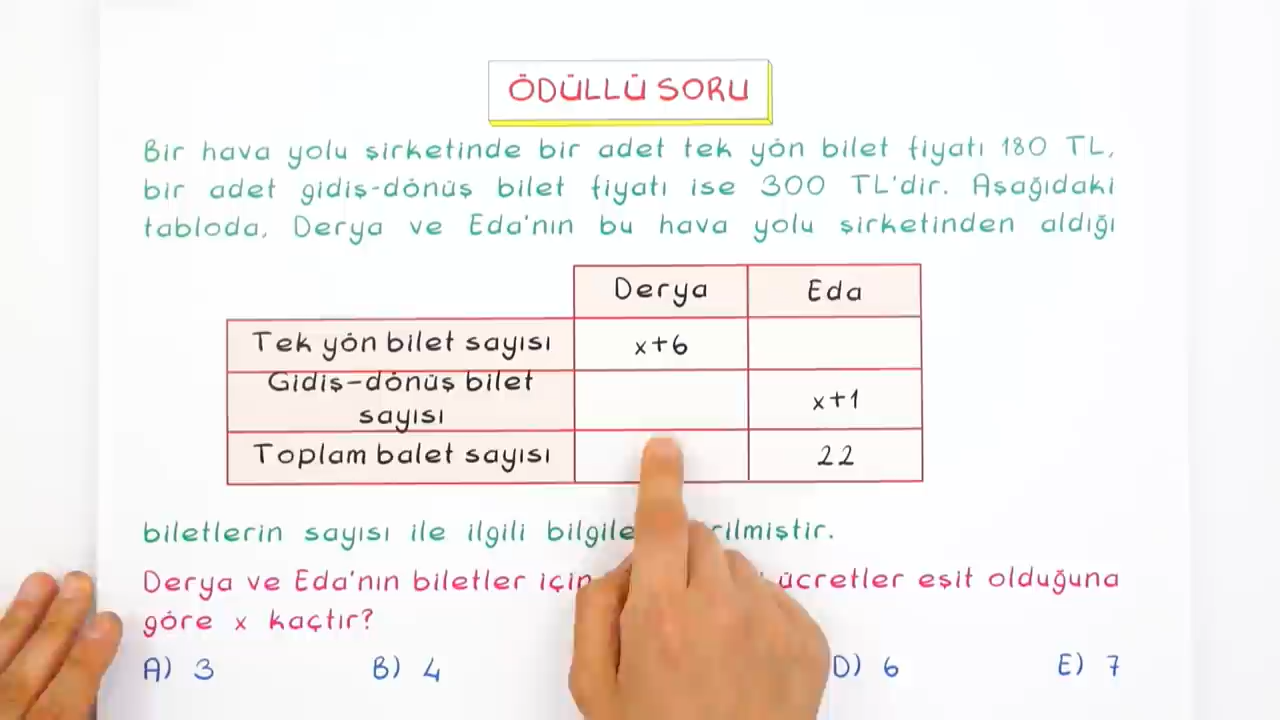 ÖDÜLLÜ SORU
Bir hava yolu şirketinde bir adet tek yön bilet fiyatı 180 TL,
bir adet gidiş-dönüş bilet fiyatı ise 300 TL'dir. Aşağıdaki
tabloda, Derya ve Eda'nın bu hava yolu şirketinden aldığı
Derya Eda
Tek yön bilet sayısı x+6
Gidiş-dönüş bilet
sayısı x+1
Toplam balet sayısı 22
biletlerin sayısı ile ilgili
Derya ve Eda'nın biletler için ücretler eşit olduğuna
göre x kaçtır?
A) 3 B) 4 D) 6 E) 7